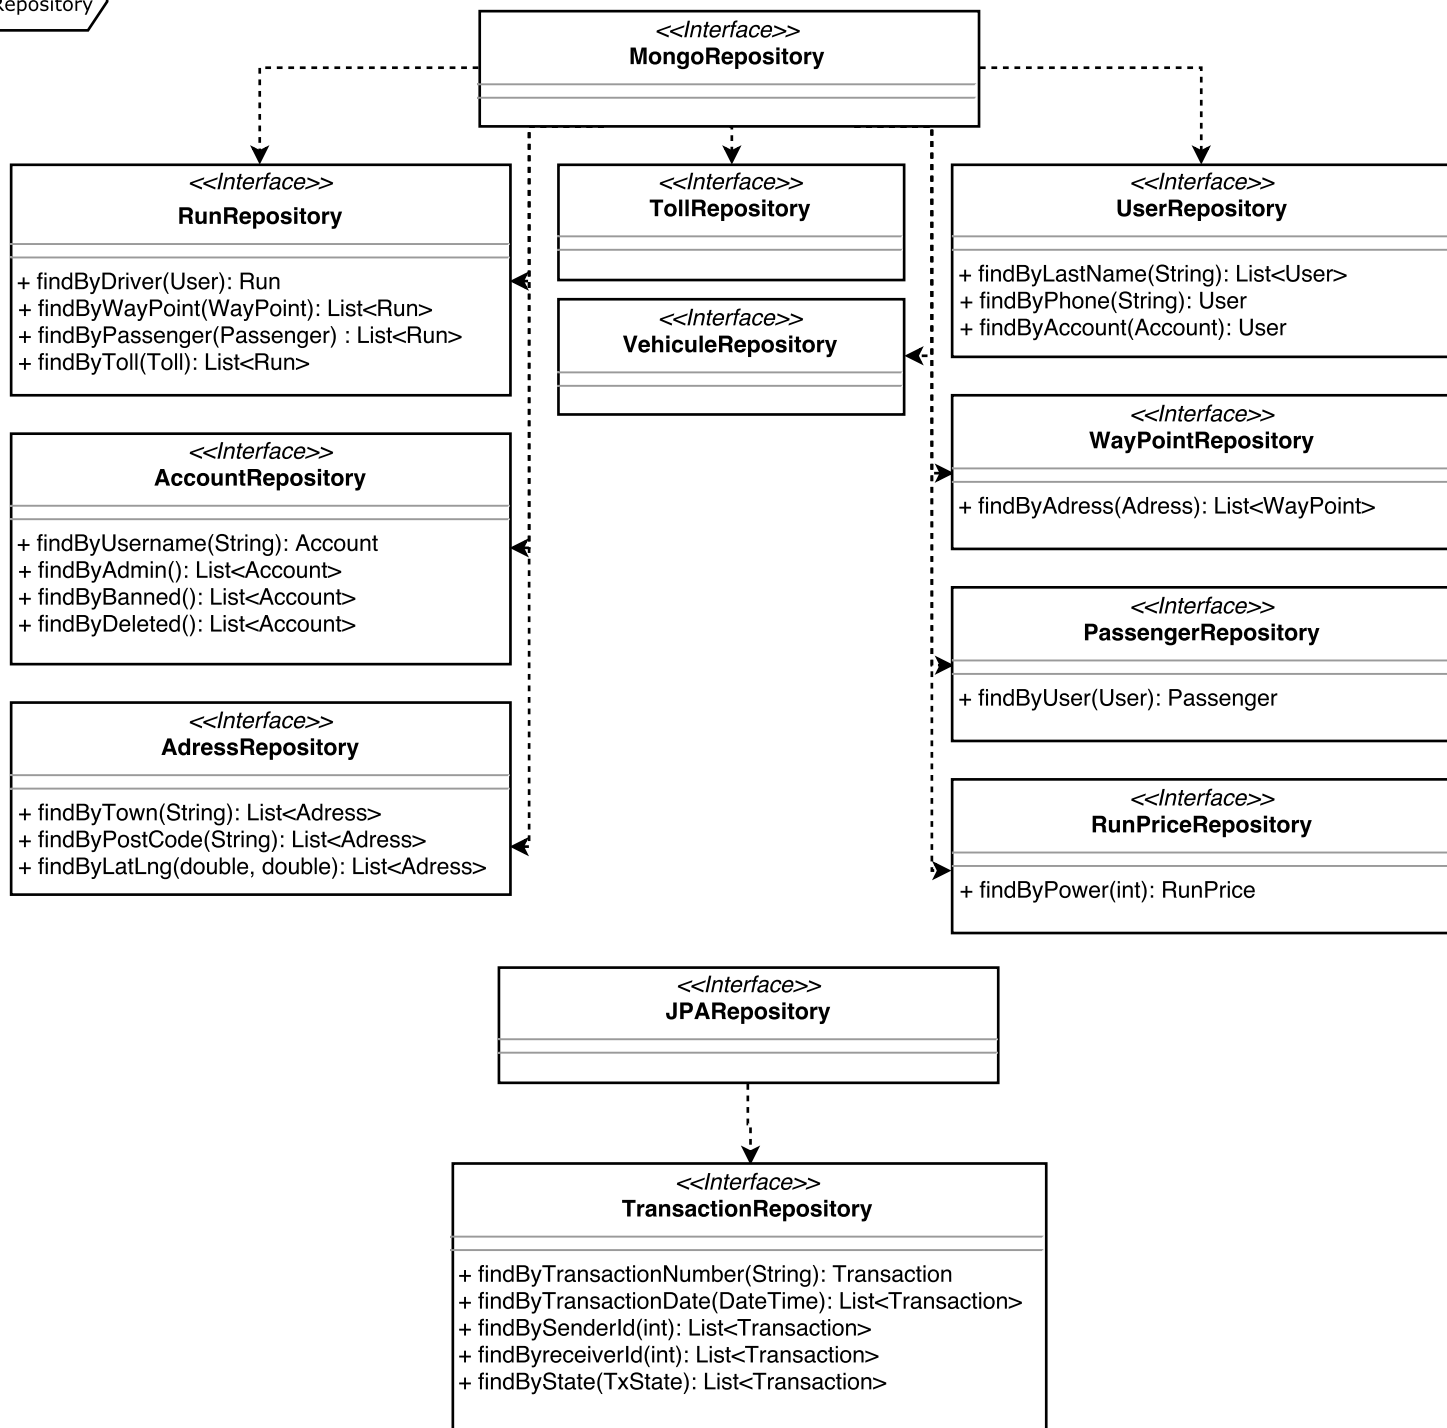 Repository
<<Interface>>
MongoRepository
<<Interface>>
RunRepository
+ findByDriver(User): Run
+ findByWayPoint(WayPoint): List<Run>
+ findByPassenger(Passenger) : List<Run>
+ findByToll(Toll): List<Run>
<<Interface>>
TollRepository
<<Interface>>
UserRepository
+ findByLastName(String): List<User>
+ findByPhone(String): User
+ findByAccount(Account): User
<<Interface>>
VehiculeRepository
<<Interface>>
WayPointRepository
+ findByAdress(Adress): List<WayPoint>
<<Interface>>
AccountRepository
+ findByUsername(String): Account
+ findByAdmin(): List<Account>
+ findByBanned(): List<Account>
+ findByDeleted(): List<Account>
<<Interface>>
PassengerRepository
+ findByUser(User): Passenger
<<Interface>>
AdressRepository
+ findByTown(String): List<Adress>
+ findByPostCode(String): List<Adress>
+ findByLatLng(double, double): List<Adress>
<<Interface>>
RunPriceRepository
+ findByPower(int): RunPrice
<<Interface>>
JPARepository
<<Interface>>
TransactionRepository
+ findByTransactionNumber(String): Transaction
+ findByTransactionDate(DateTime): List<Transaction>
+ findBySenderId(int): List<Transaction>
+ findByreceiverId(int): List<Transaction>
+ findByState(TxState): List<Transaction>